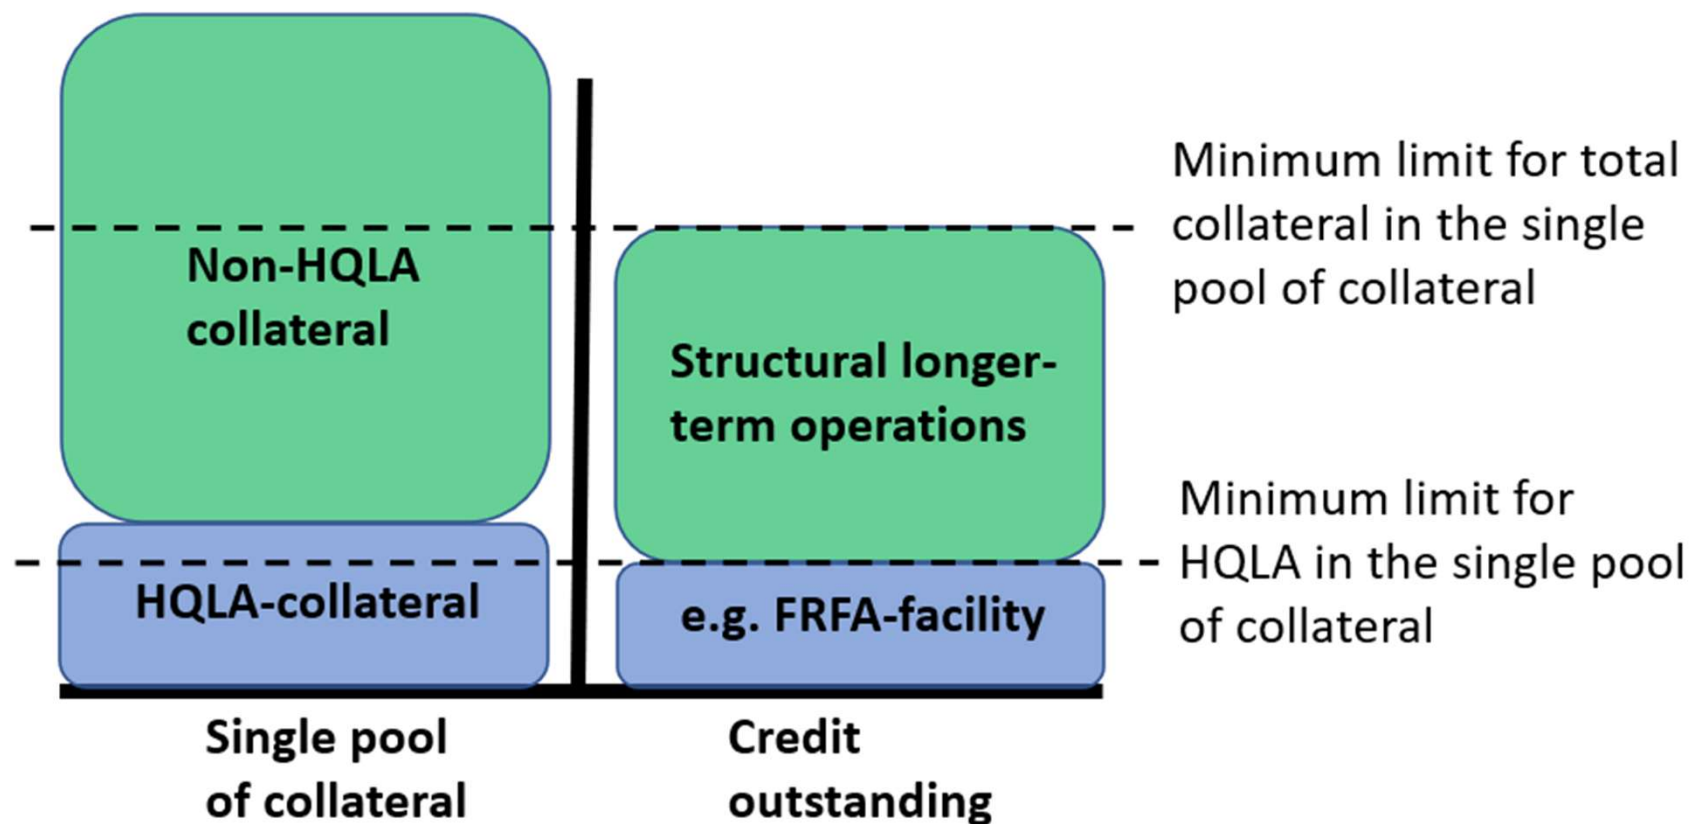 Non-HQLA
collateral
HQLA-collateral
Structural longer-
term operations
e.g. FRFA-facility
Minimum limit for total
collateral in the single
pool of collateral
Minimum limit for
HQLA in the single pool
of collateral
Single pool
of collateral
Credit
outstanding